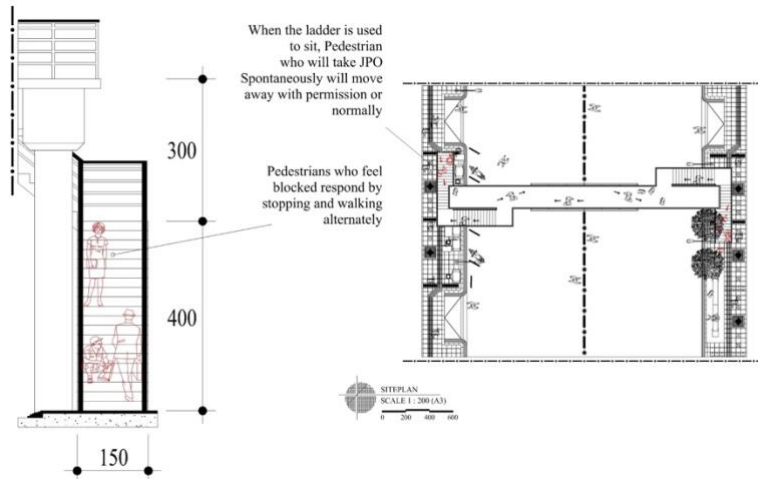 When the ladder is used
to sit, Pedestrian
who will take JPO
Spontaneously will move
away with permission or
normally
300
Pedestrians who feel
blocked respond by
stopping and walking
alternately
400
150
SITEPLAN
SCALE 1 : 200 (A3)
0 200 400 600